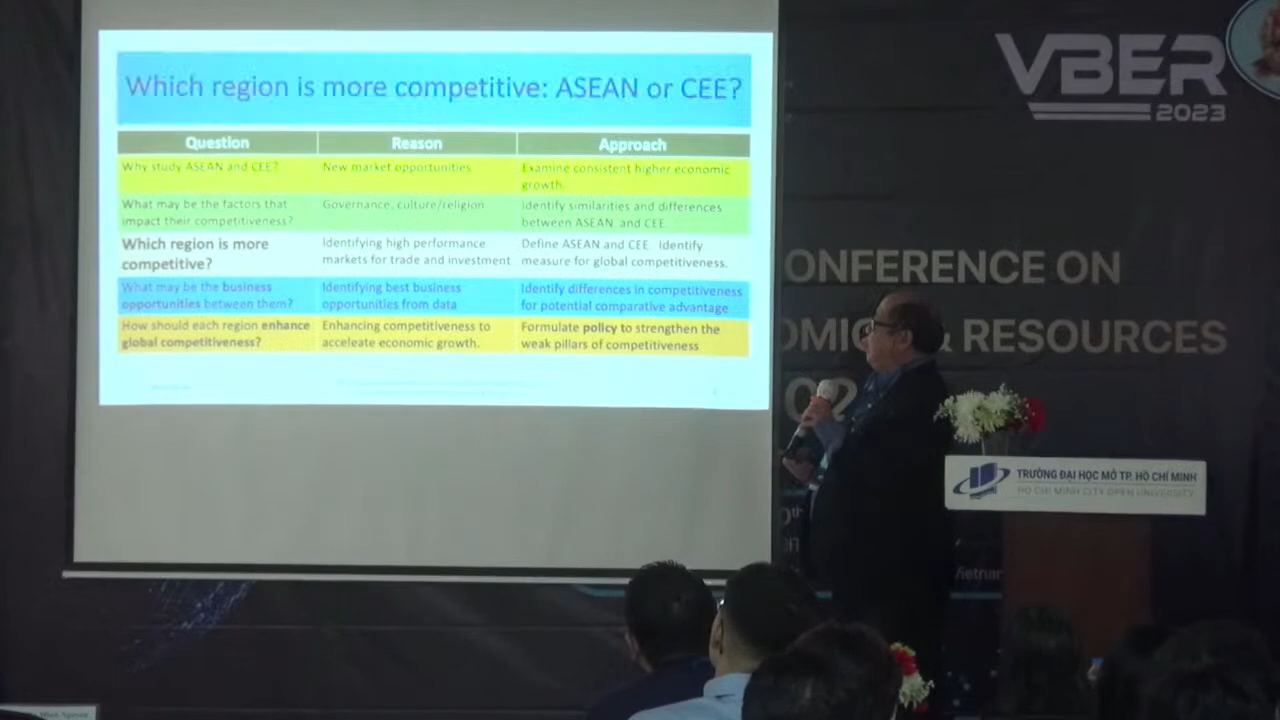 Which region is more competitive: ASEAN or CEE?
Question
Reason
Approach
Why study ASEAN and CEE?
New market opportunities
Examine consistent higher economic
growth.
What may be the factors that
impact their competitiveness?
Governance, culture/religion
Identify similarities and differences
between ASEAN and CEE
Which region is more
competitive?
Identifying high performance
markets for trade and investment
Define ASEAN and CEE. Identify
measure for global competitiveness.
What may be the business
opportunities between them?
Identifying best business
opportunities from data
Identify differences in competitiveness
for potential comparative advantage
How should each region enhance
global competitiveness?
Enhancing competitiveness to
acceleate economic growth.
Formulate policy to strengthen the
weak pillars of competitiveness
VBER
2023
ONFERENCE ON
OMIC & RESOURCES
02
TRƯỜNG ĐẠI HỌC MỞ TP. HỒ CHÍ MINH
HO CHI MINH CITY OPEN UNIVERSITY
Vietnam